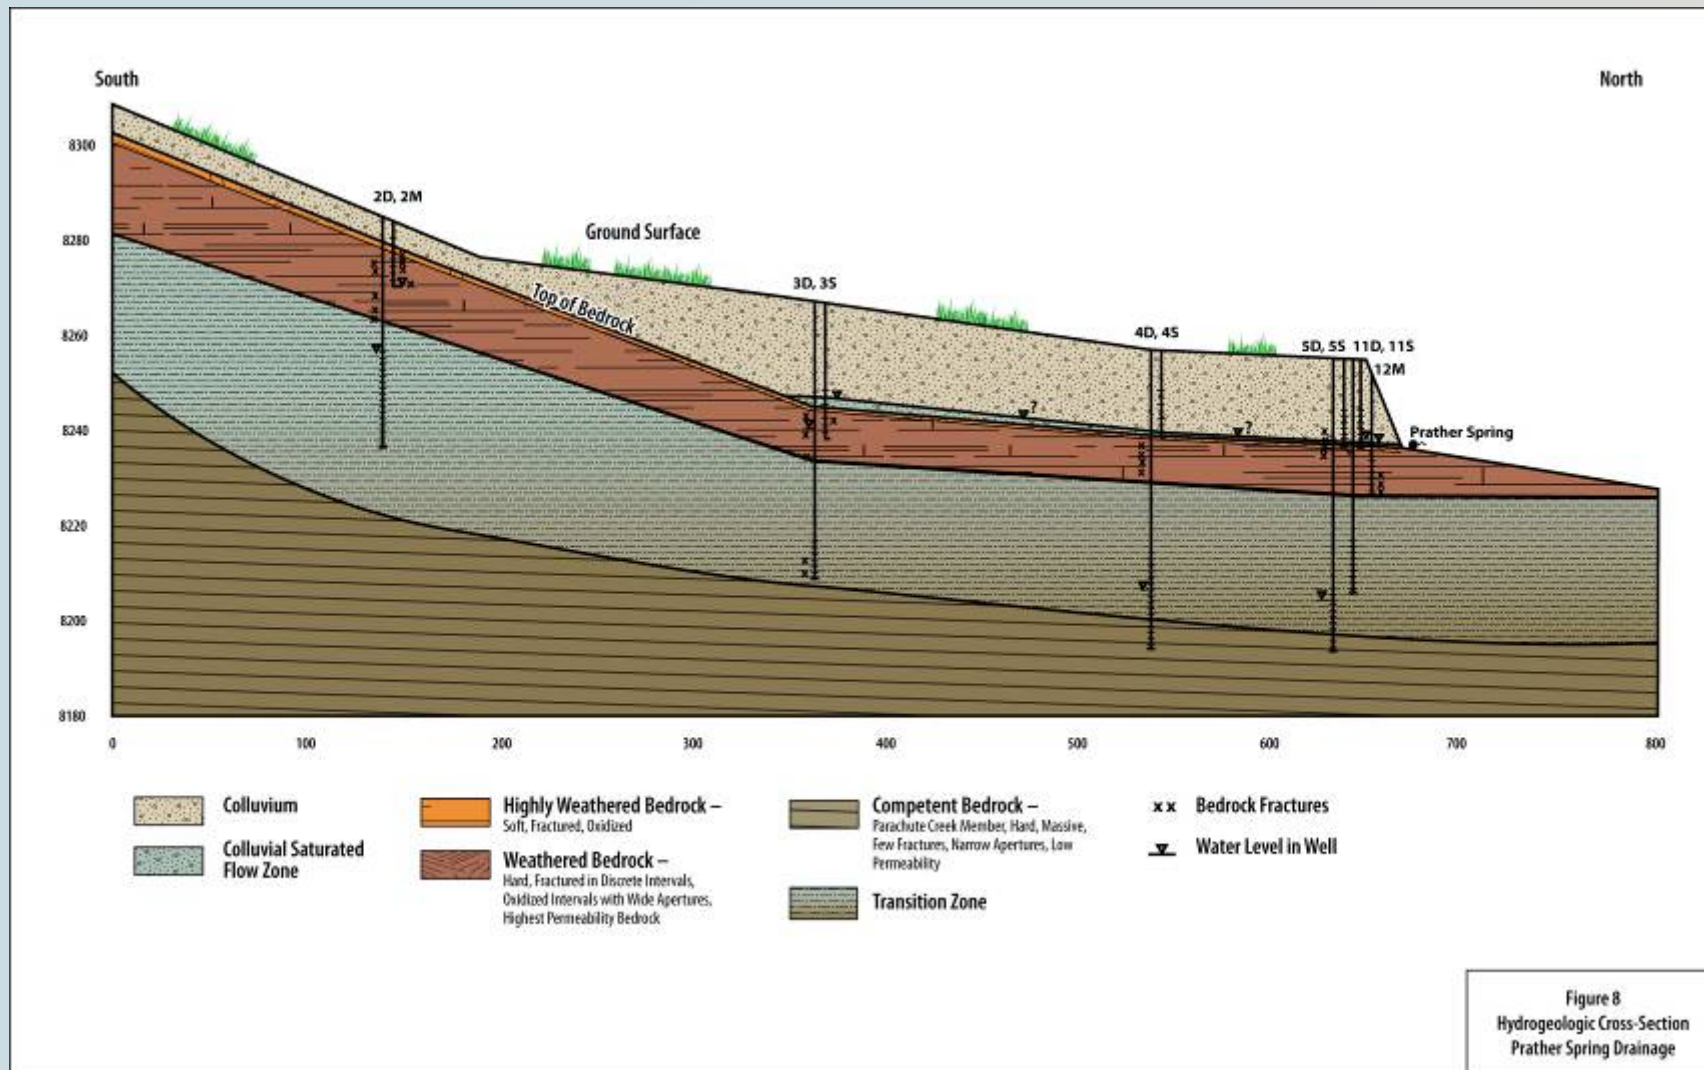 South
North
8300
8280
8260
8240
8220
8200
8180
2D, 2M
Ground Surface
Top of Bedrock
3D, 3S
4D, 4S
5D, 5S
11D, 11S
12M
?
?
Prather Spring
0
100
200
300
400
500
600
700
800
Colluvium
Colluvial Saturated
Flow Zone
Highly Weathered Bedrock –
Soft, Fractured, Oxidized
Weathered Bedrock –
Hard, Fractured in Discrete Intervals,
Oxidized Intervals with Wide Apertures,
Highest Permeability Bedrock
Competent Bedrock –
Parachute Creek Member, Hard, Massive,
Few Fractures, Narrow Apertures, Low
Permeability
Transition Zone
x x Bedrock Fractures
Water Level in Well
Figure 8
Hydrogeologic Cross-Section
Prather Spring Drainage